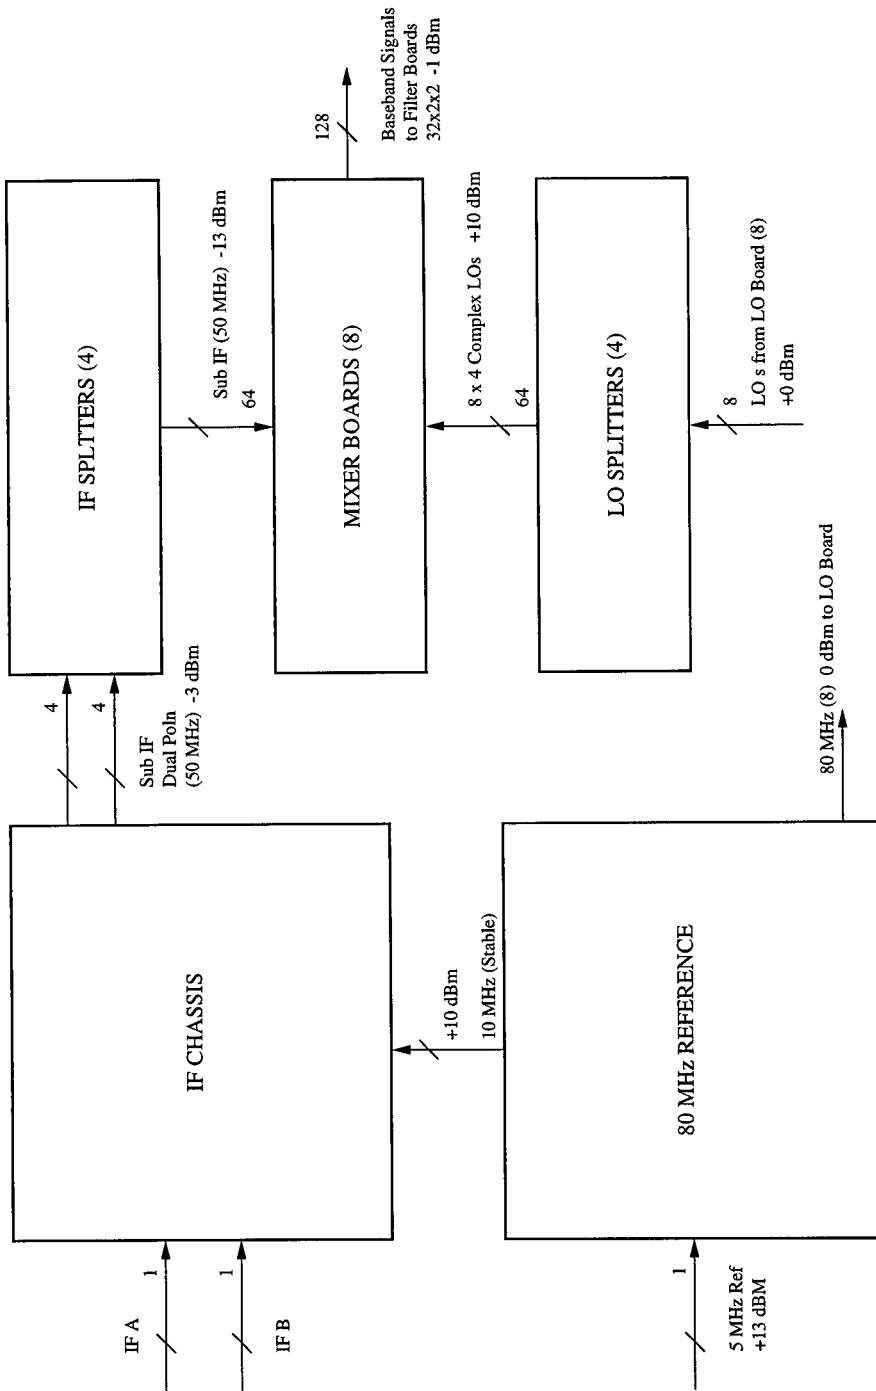 IF A
1
1
IF B
IF CHASSIS
4
4
Sub IF
Dual Poln
(50 MHz) -3 dBm
IF SPLTTERS (4)
Sub IF (50 MHz) -13 dBm
64
MIXER BOARDS (8)
128
Baseband Signals
to Filter Boards
32x2x2 -1 dBm
8 x 4 Complex LOs +10 dBm
64
LO SPLITTERS (4)
8
LO s from LO Board (8)
+0 dBm
+10 dBm
10 MHz (Stable)
80 MHz REFERENCE
1
5 MHz Ref
+13 dBM
80 MHz (8) 0 dBm to LO Board